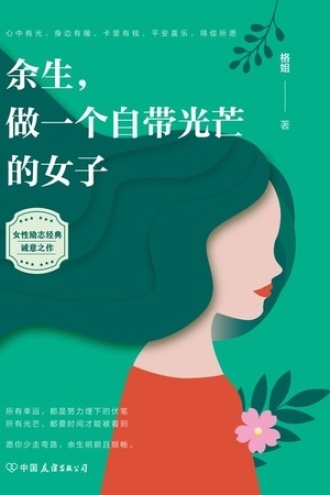 心中有光，身边有暖，卡里有钱，平安喜乐，得偿所愿
余生，
做一个自带光芒
的女子
格姐
著
女性励志经典
诚意之作
所有幸运，都是努力埋下的伏笔
所有光芒，都要时间才能被看到
愿你少走弯路，余生明朗且顺畅。
中国友谊出版公司